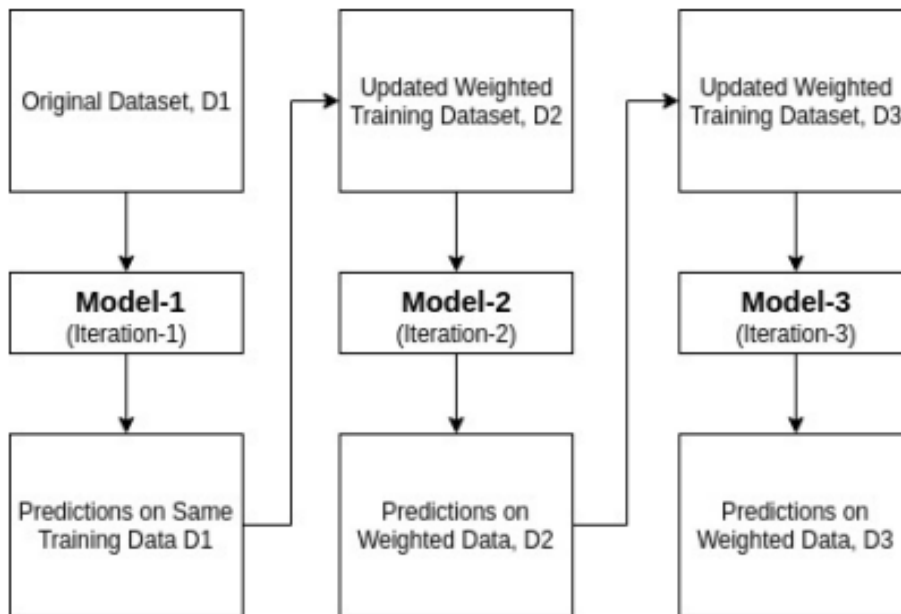 Original Dataset, D1
Updated Weighted
Training Dataset, D2
Updated Weighted
Training Dataset, D3
Model-1
(Iteration-1)
Model-2
(Iteration-2)
Model-3
(Iteration-3)
Predictions on Same
Training Data D1
Predictions on
Weighted Data, D2
Predictions on
Weighted Data, D3